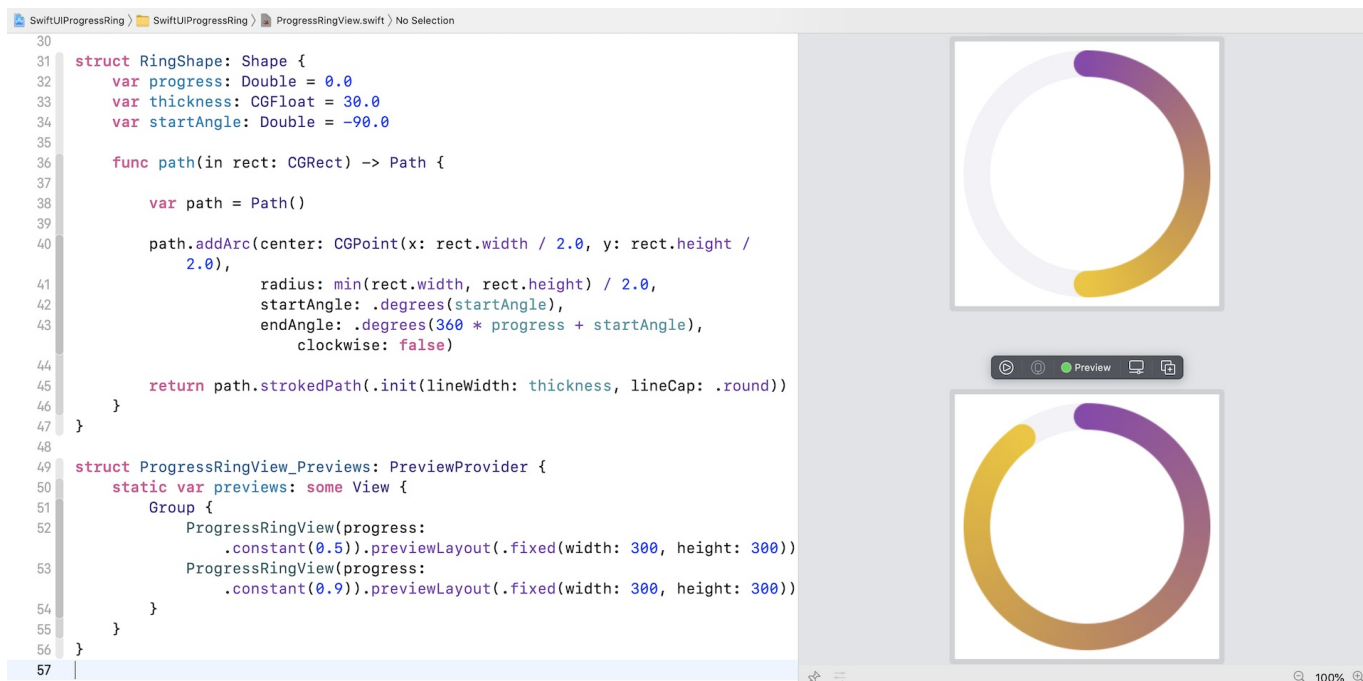 SwiftUIProgressRing 〉 SwiftUIProgressRing 〉 ProgressRingView.swift 〉 No Selection
30
31 struct RingShape: Shape {
32     var progress: Double = 0.0
33     var thickness: CGFloat = 30.0
34     var startAngle: Double = -90.0
35
36     func path(in rect: CGRect) -> Path {
37
38         var path = Path()
39
40         path.addArc(center: CGPoint(x: rect.width / 2.0, y: rect.height /
            2.0),
41                     radius: min(rect.width, rect.height) / 2.0,
42                     startAngle: .degrees(startAngle),
43                     endAngle: .degrees(360 * progress + startAngle),
                        clockwise: false)
44
45         return path.strokedPath(.init(lineWidth: thickness, lineCap: .round))
46     }
47 }
48
49 struct ProgressRingView_Previews: PreviewProvider {
50     static var previews: some View {
51         Group {
52             ProgressRingView(progress:
                .constant(0.5)).previewLayout(.fixed(width: 300, height: 300))
53             ProgressRingView(progress:
                .constant(0.9)).previewLayout(.fixed(width: 300, height: 300))
54         }
55     }
56 }
57
Preview
100%